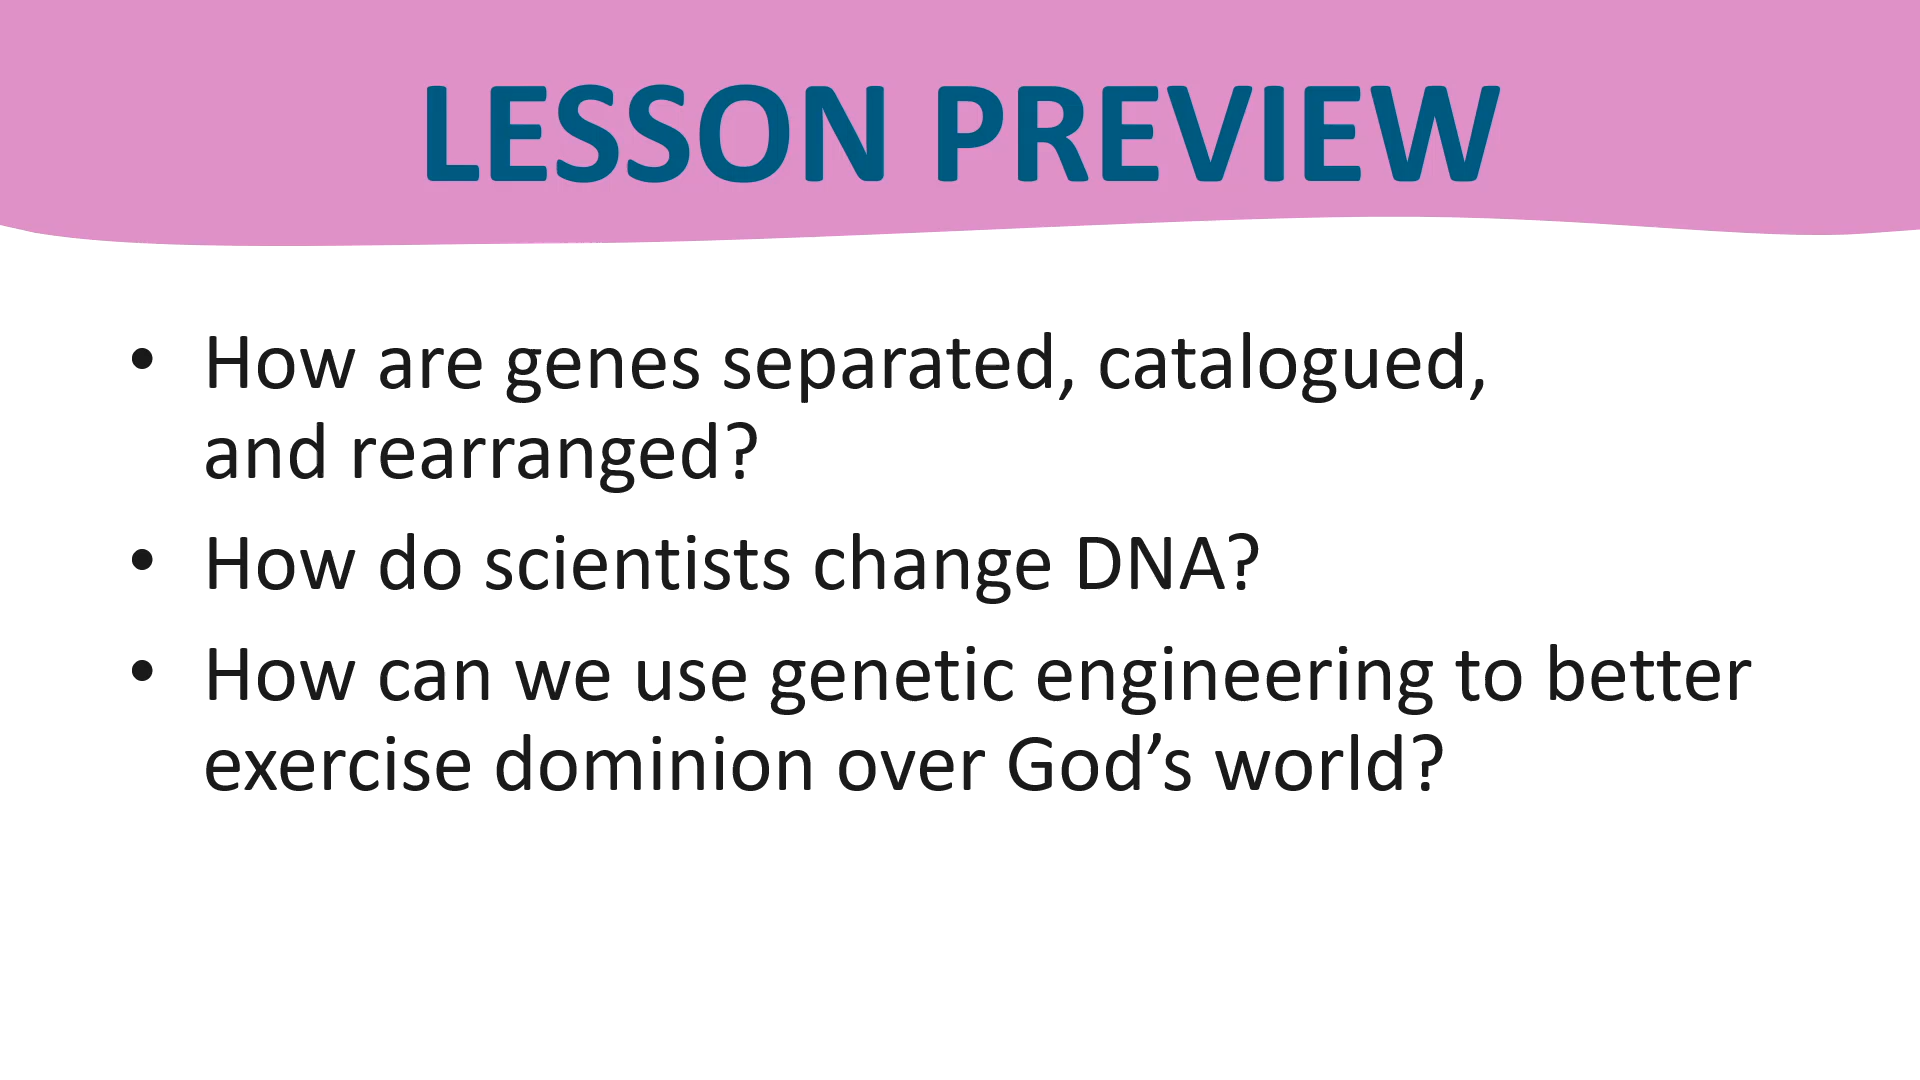 LESSON PREVIEW
• How are genes separated, catalogued,
and rearranged?
• How do scientists change DNA?
• How can we use genetic engineering to better
exercise dominion over God’s world?